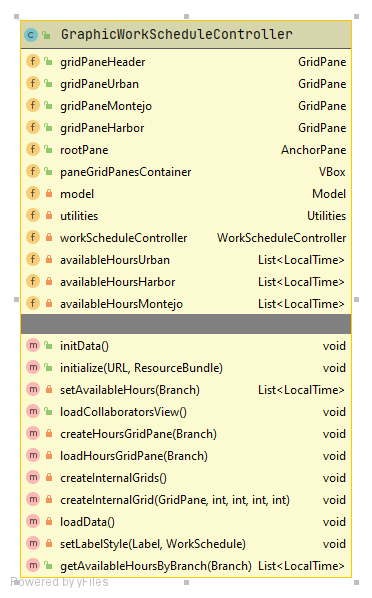 C GraphicWorkScheduleController
f gridPaneHeader GridPane
f gridPaneUrban GridPane
f gridPaneMontejo GridPane
f gridPaneHarbor GridPane
f rootPane AnchorPane
f paneGridPanesContainer VBox
f model Model
f utilities Utilities
f workScheduleController WorkScheduleController
f availableHoursUrban List<LocalTime>
f availableHoursHarbor List<LocalTime>
f availableHoursMontejo List<LocalTime>
m initData() void
m initialize(URL, ResourceBundle) void
m setAvailableHours(Branch) List<LocalTime>
m loadCollaboratorsView() void
m createHoursGridPane(Branch) void
m loadHoursGridPane(Branch) void
m createInternalGrids() void
m createInternalGrid(GridPane, int, int, int, int) void
m loadData() void
m setLabelStyle(Label, WorkSchedule) void
m getAvailableHoursByBranch(Branch) List<LocalTime>
Powered by yFiles